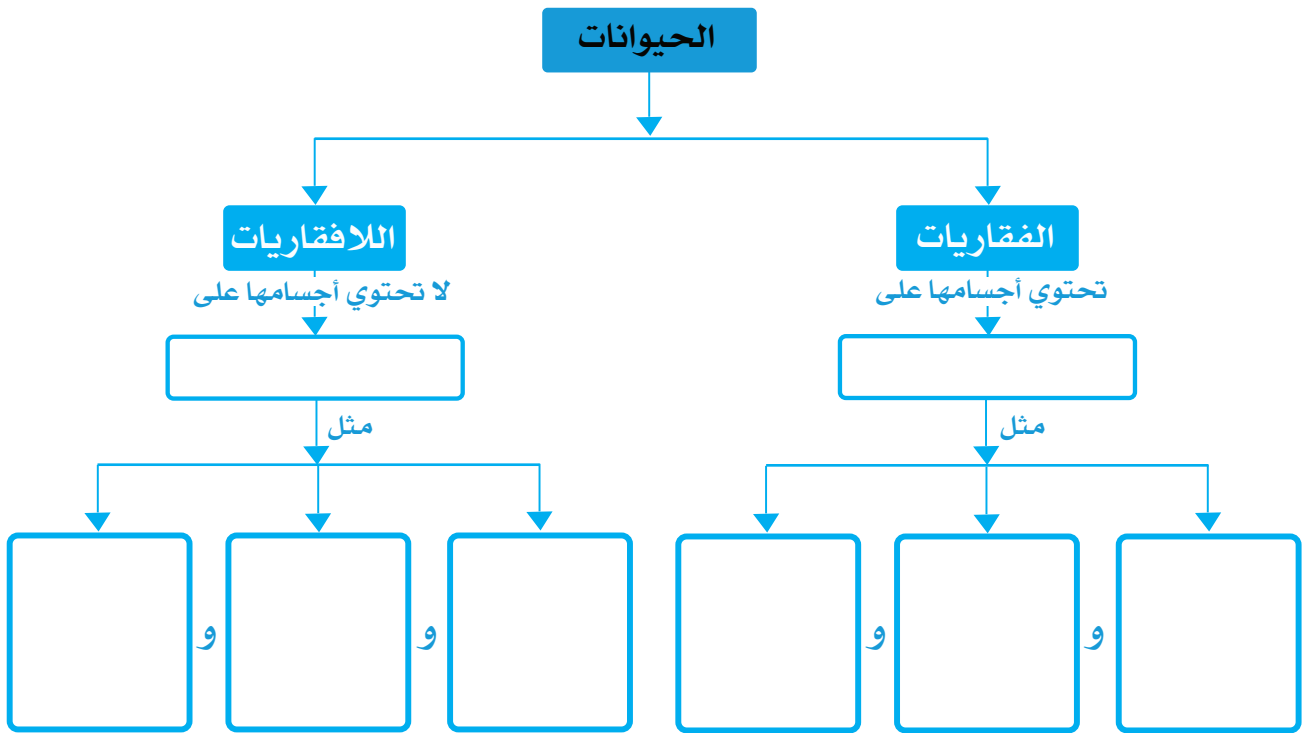 الحيوانات
الفقاريات
اللافقاريات
تحتوي أجسامها على
لا تحتوي أجسامها على
مثل
مثل
و
و
و
و